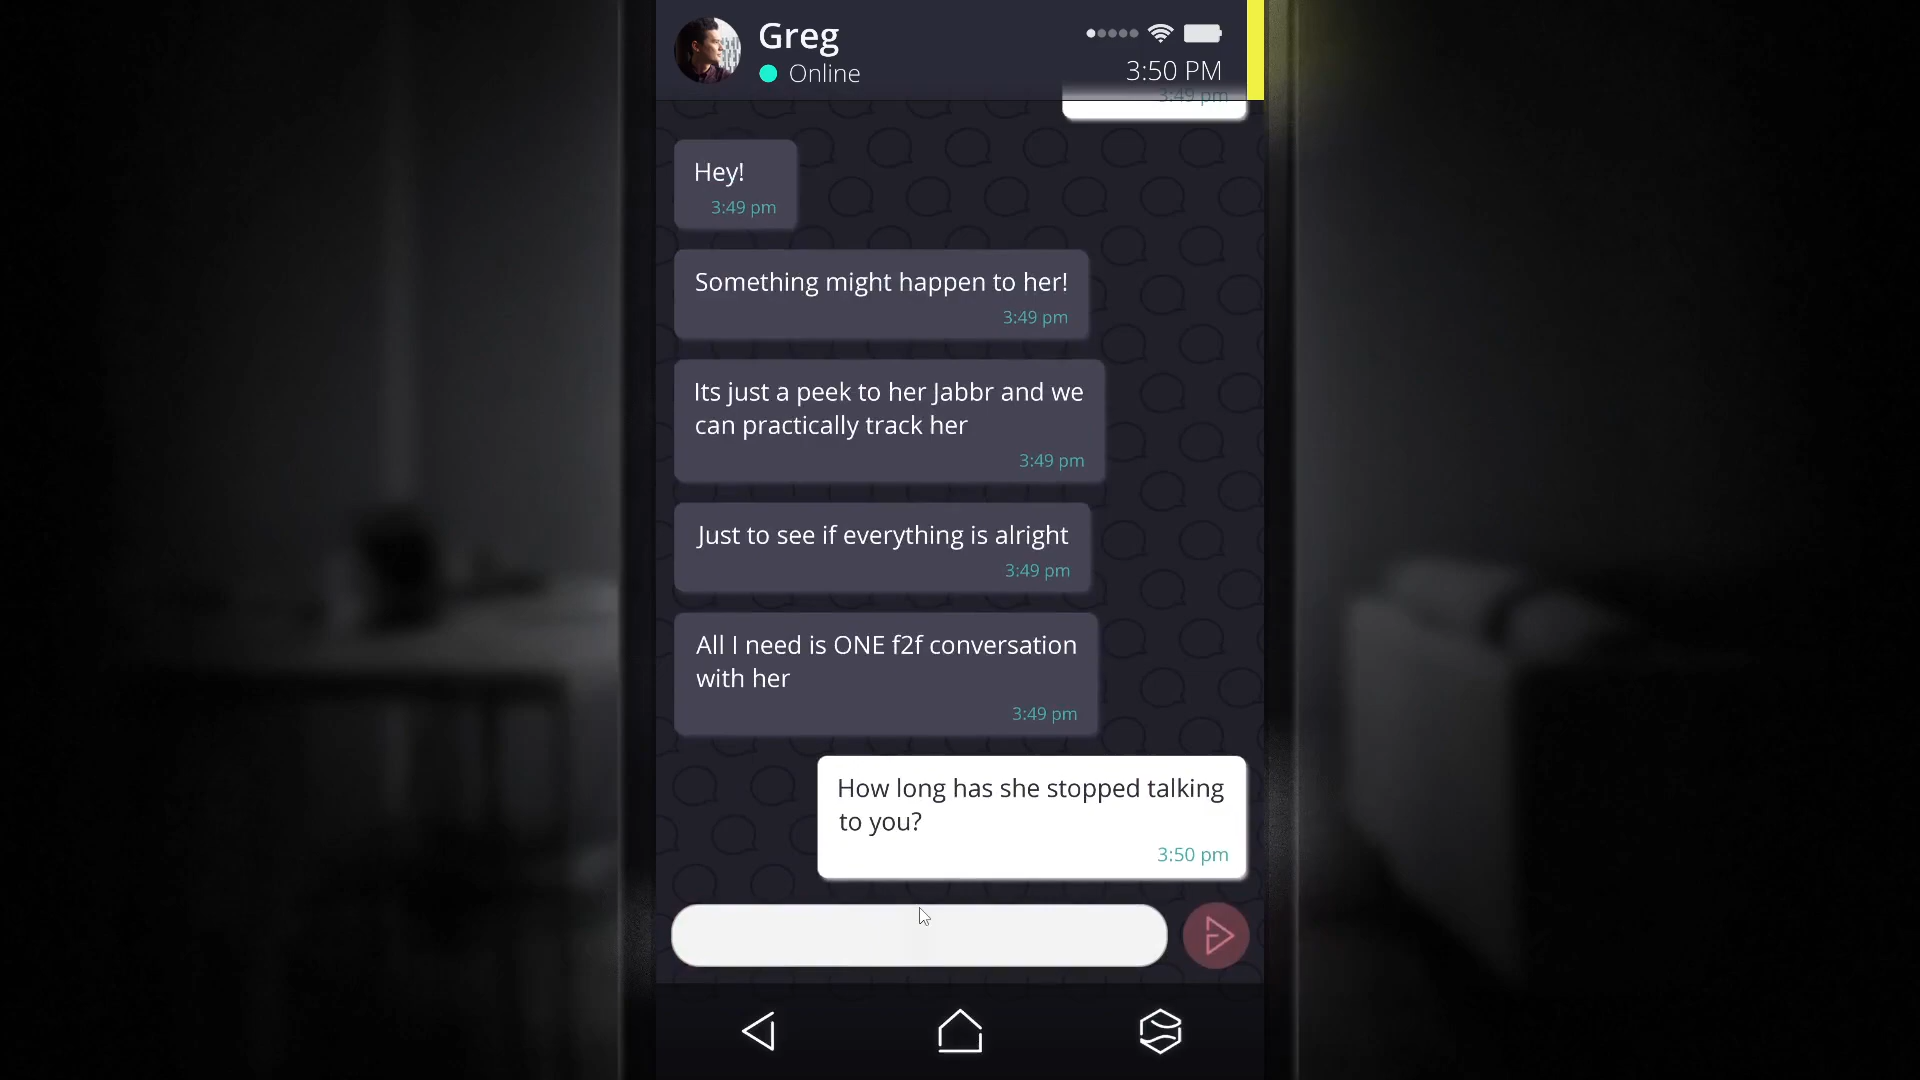 Greg
Online
3:50 PM
3:49 pm
Hey!
3:49 pm
Something might happen to her!
3:49 pm
Its just a peek to her Jabbr and we
can practically track her
3:49 pm
Just to see if everything is alright
3:49 pm
All I need is ONE f2f conversation
with her
3:49 pm
How long has she stopped talking
to you?
3:50 pm